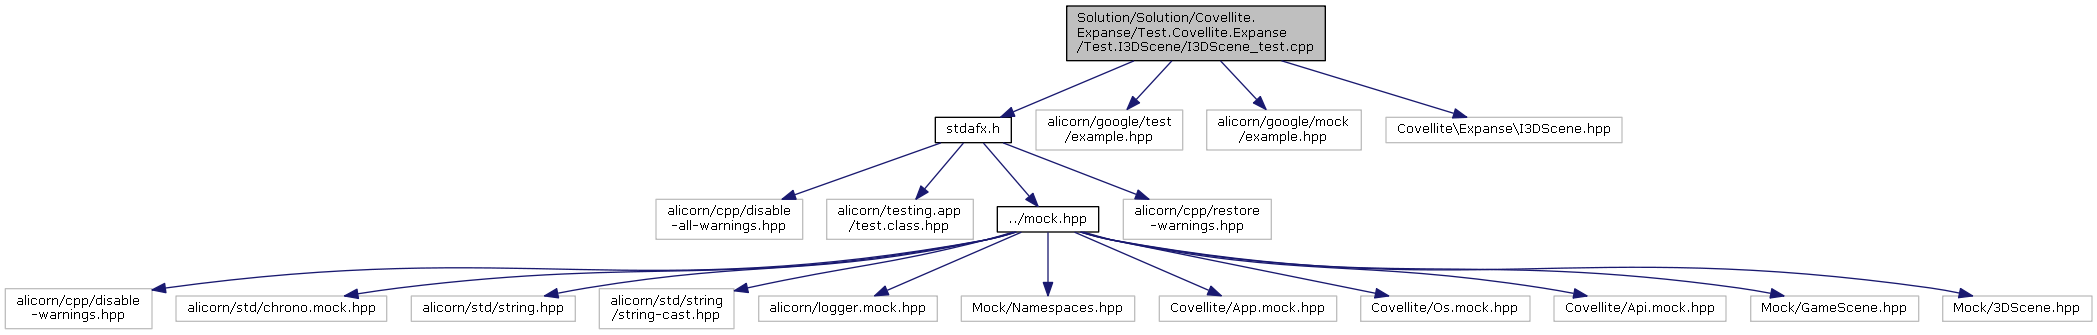 Solution/Solution/Covellite.
Expanse/Test.Covellite.Expanse
/Test.I3DScene/I3DScene_test.cpp
stdafx.h
alicorn/google/test
/example.hpp
alicorn/google/mock
/example.hpp
Covellite\Expanse\I3DScene.hpp
alicorn/cpp/disable
-all-warnings.hpp
alicorn/testing.app
/test.class.hpp
../mock.hpp
alicorn/cpp/restore
-warnings.hpp
alicorn/cpp/disable
-warnings.hpp
alicorn/std/chrono.mock.hpp
alicorn/std/string.hpp
alicorn/std/string
/string-cast.hpp
alicorn/logger.mock.hpp
Mock/Namespaces.hpp
Covellite/App.mock.hpp
Covellite/Os.mock.hpp
Covellite/Api.mock.hpp
Mock/GameScene.hpp
Mock/3DScene.hpp